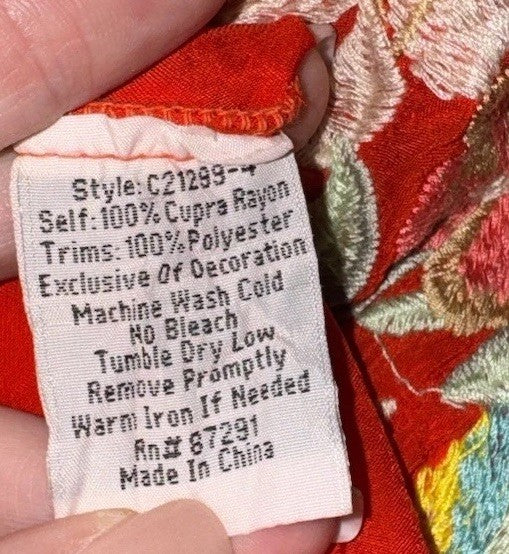 Style: C21289-4
Self: 100% Cupra Rayon
Trims: 100% Polyester
Exclusive Of Decoration
Machine Wash Cold
No Bleach
Tumble Dry Low
Remove Promptly
Warm Iron If Needed
Rn# 87291
Made In China